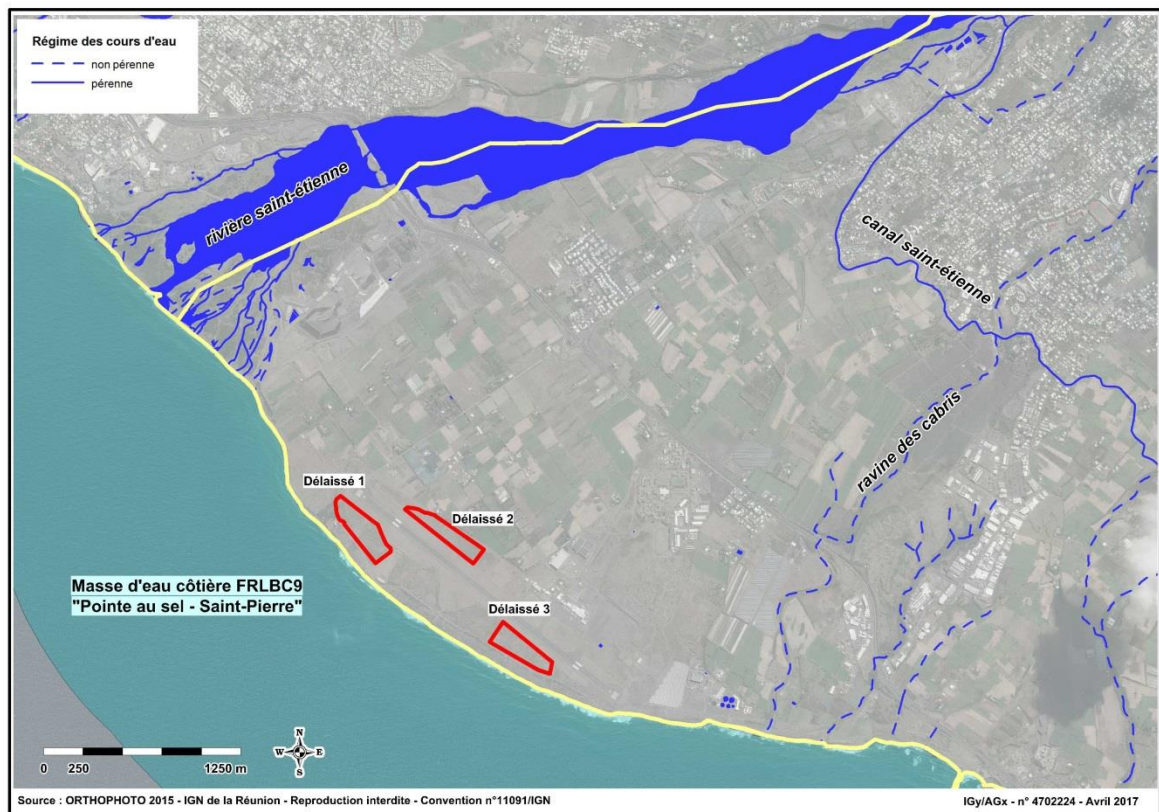 Régime des cours d'eau
non pérenne
pérenne
rivière saint-étienne
canal saint-étienne
ravine des cabris
Délaissé 1
Délaissé 2
Délaissé 3
Masse d'eau côtière FRLBC9
"Pointe au sel - Saint-Pierre"
N
W E
S
0 250 1250 m
Source : ORTHOPHOTO 2015 - IGN de la Réunion - Reproduction interdite - Convention n°11091/IGN
IGy/AGx - n° 4702224 - Avril 2017